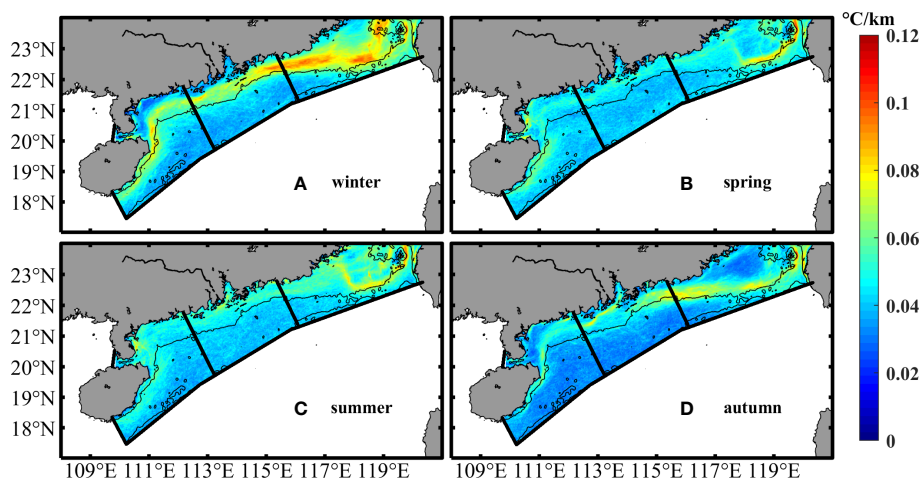 °C/km
23°N
22°N
21°N
20°N
19°N
18°N
A winter
B spring
0.12
0.1
0.08
0.06
0.04
0.02
0
23°N
22°N
21°N
20°N
19°N
18°N
C summer
D autumn
109°E 111°E 113°E 115°E 117°E 119°E
109°E 111°E 113°E 115°E 117°E 119°E